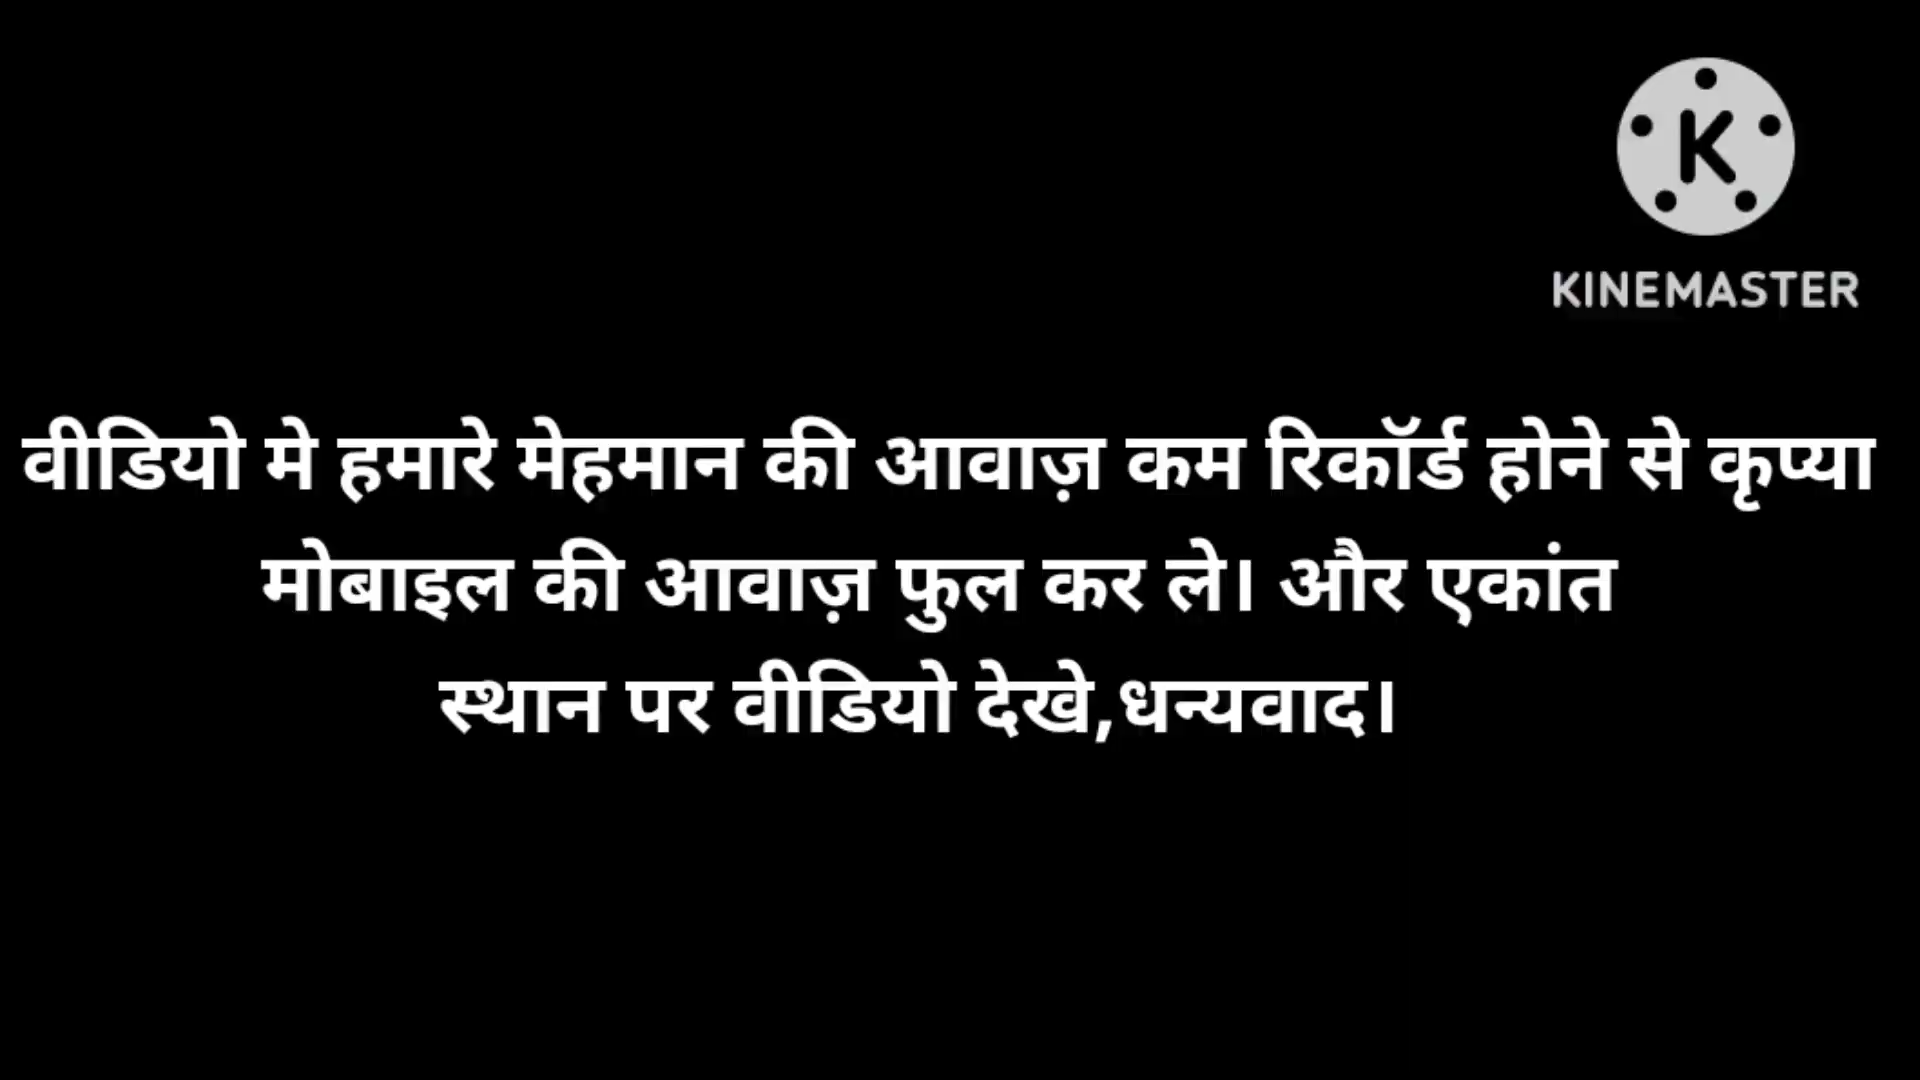 K
KINEMASTER
वीडियो मे हमारे मेहमान की आवाज़ कम रिकॉर्ड होने से कृप्या
मोबाइल की आवाज़ फुल कर ले। और एकांत
स्थान पर वीडियो देखे,धन्यवाद।